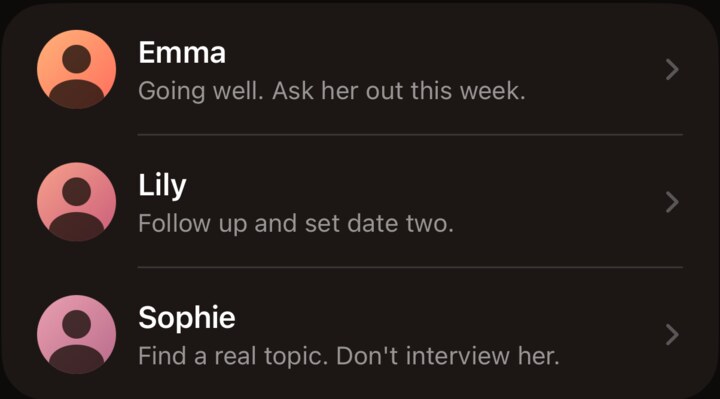 Emma
Going well. Ask her out this week.
Lily
Follow up and set date two.
Sophie
Find a real topic. Don't interview her.